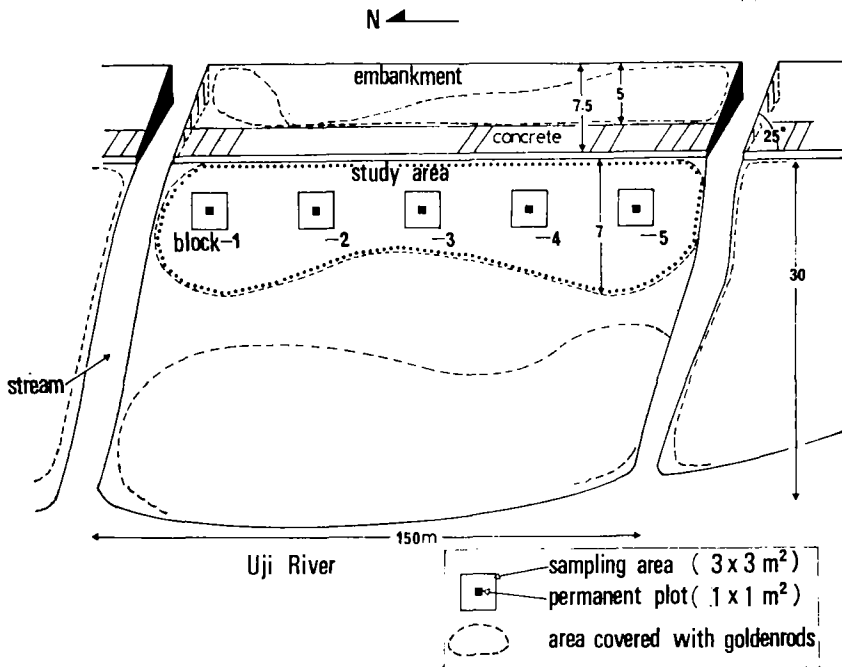 N
embankment
7.5
5
concrete
25°
study area
block-1
-2
-3
-4
-5
7
30
stream
150m
Uji River
sampling area ( 3 x 3 m²)
permanent plot ( 1 x 1 m²)
area covered with goldenrods